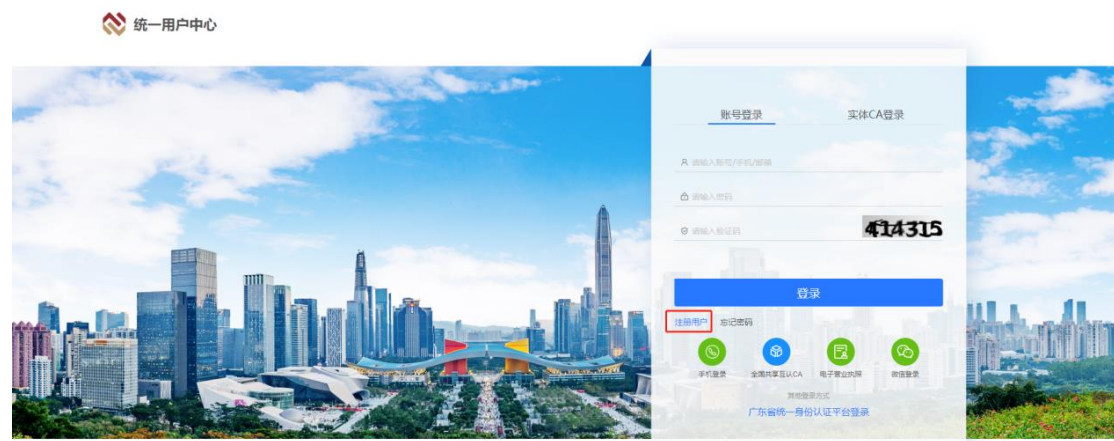 统一用户中心
账号登录 实体CA登录
请输入账号/手机/邮箱
请输入密码
请输入验证码 414315
登录
注册用户 忘记密码
手机登录 全国共享互认CA 电子营业执照 微信登录
其他登录方式
广东省统一身份认证平台登录